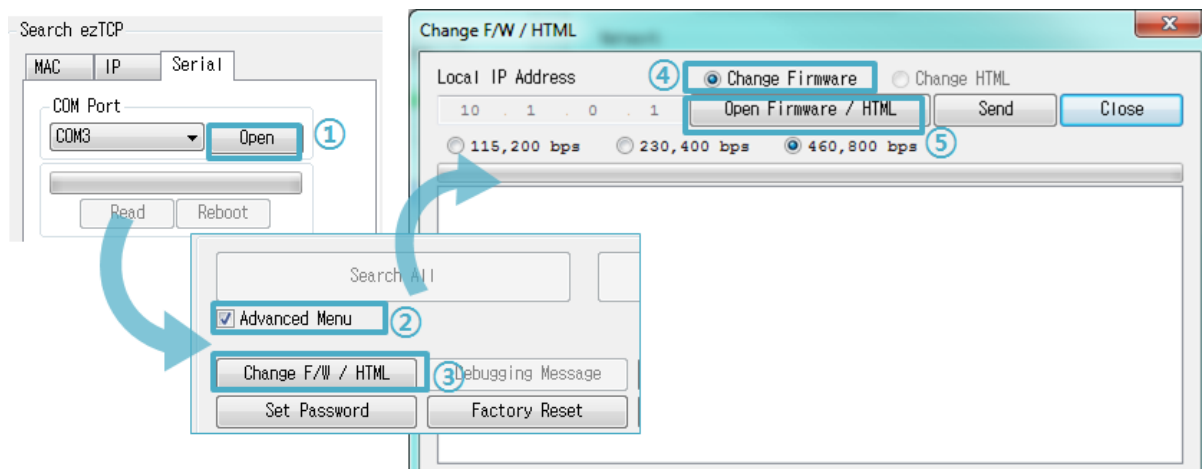 Search ezTCP
MAC IP Serial
COM Port
COM3 Open ①
Read Reboot
Search All
Advanced Menu ②
Change F/W / HTML ③ Debugging Message
Set Password Factory Reset
Change F/W / HTML
Local IP Address ④ Change Firmware Change HTML
10 . 1 . 0 . 1 Open Firmware / HTML Send Close
115,200 bps 230,400 bps 460,800 bps ⑤